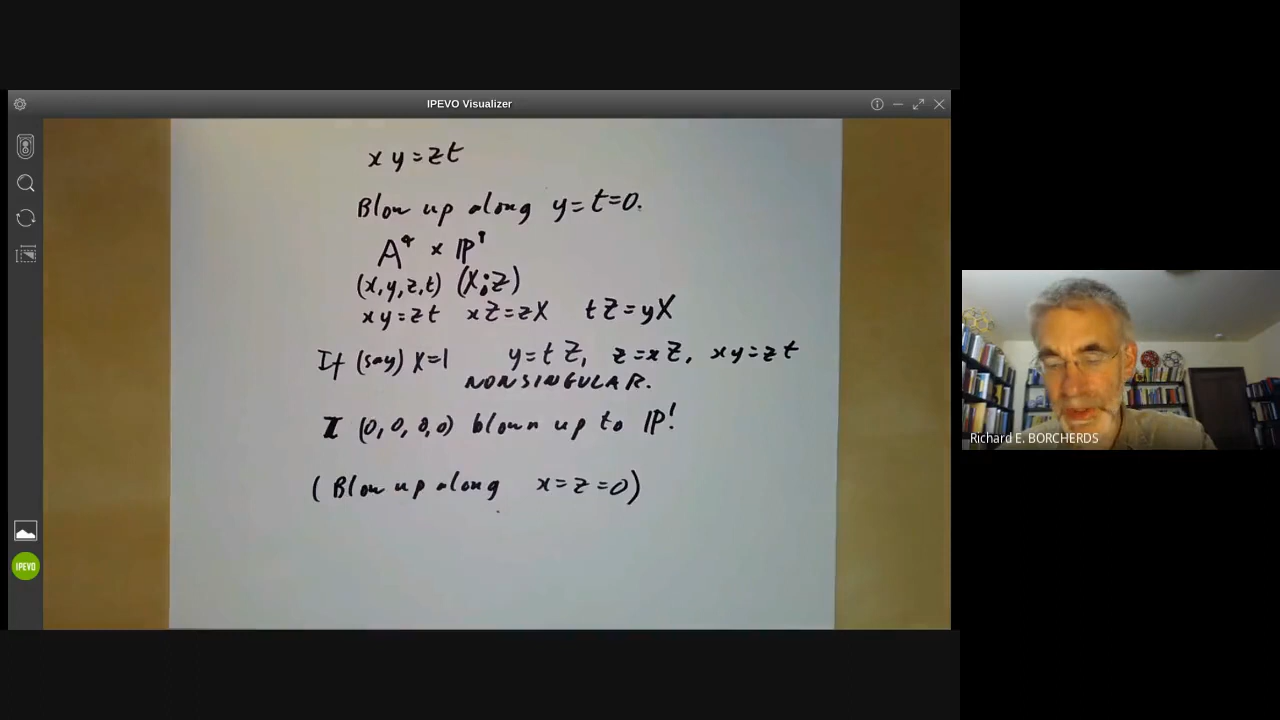 IPEVO Visualizer
x y = z t
Blow up along y = t = 0.
A⁴ × ℙ¹
(x, y, z, t) (X : Z)
x y = z t   x Z = z X   t Z = y X
If (say) X = 1   y = t Z,   z = x Z,   x y = z t
NONSINGULAR.
(0, 0, 0, 0) blown up to ℙ¹.
(Blow up along x = z = 0)
IPEVO
Richard E. BORCHERDS